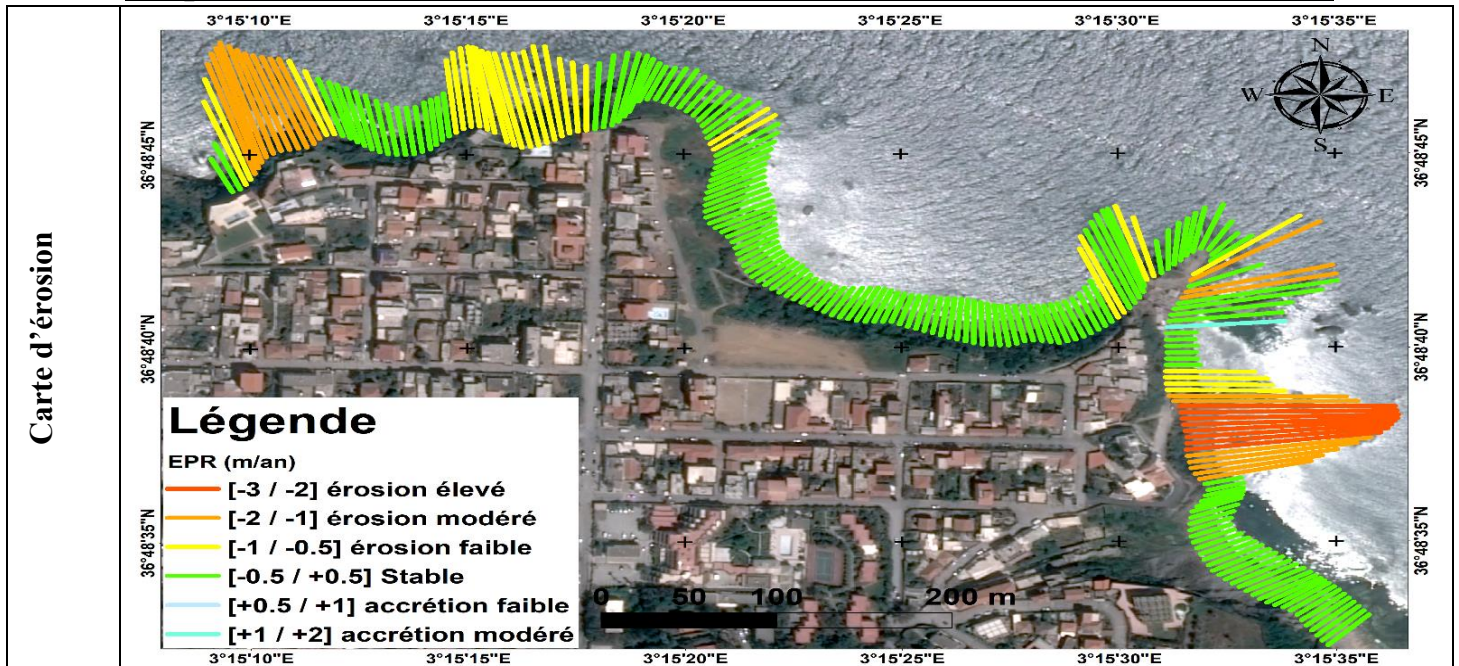 Carte d'érosion
3°15'10"E 3°15'15"E 3°15'20"E 3°15'25"E 3°15'30"E 3°15'35"E
N
W E
S
36°48'45"N 36°48'45"N
36°48'40"N 36°48'40"N
36°48'35"N 36°48'35"N
Légende
EPR (m/an)
[-3 / -2] érosion élevé
[-2 / -1] érosion modéré
[-1 / -0.5] érosion faible
[-0.5 / +0.5] Stable
[+0.5 / +1] accrétion faible
[+1 / +2] accrétion modéré
0 50 100 200 m
3°15'10"E 3°15'15"E 3°15'20"E 3°15'25"E 3°15'30"E 3°15'35"E